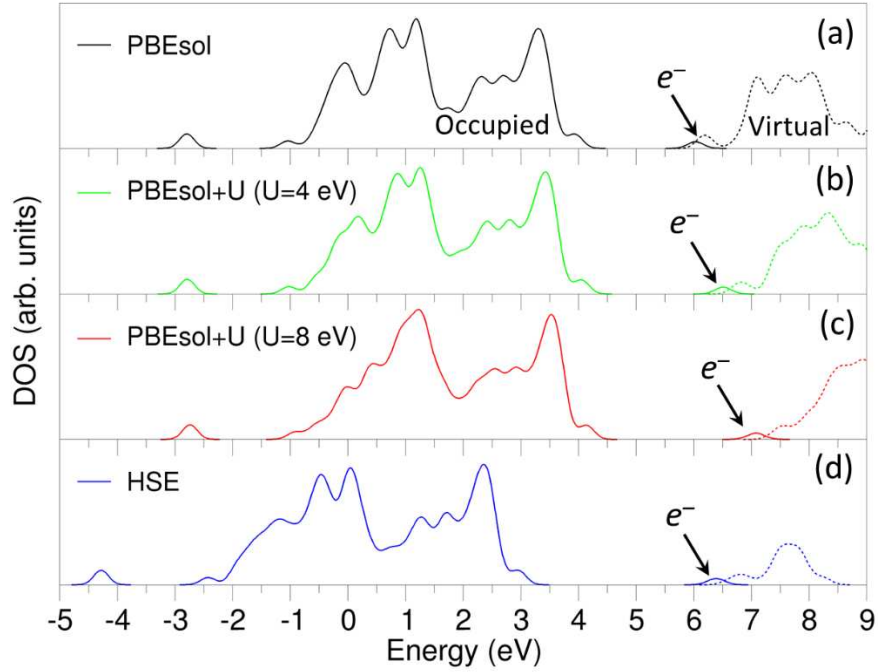 (a)
PBEsol
e⁻
Occupied
Virtual
(b)
PBEsol+U (U=4 eV)
e⁻
(c)
PBEsol+U (U=8 eV)
e⁻
(d)
HSE
e⁻
DOS (arb. units)
-5 -4 -3 -2 -1 0 1 2 3 4 5 6 7 8 9
Energy (eV)